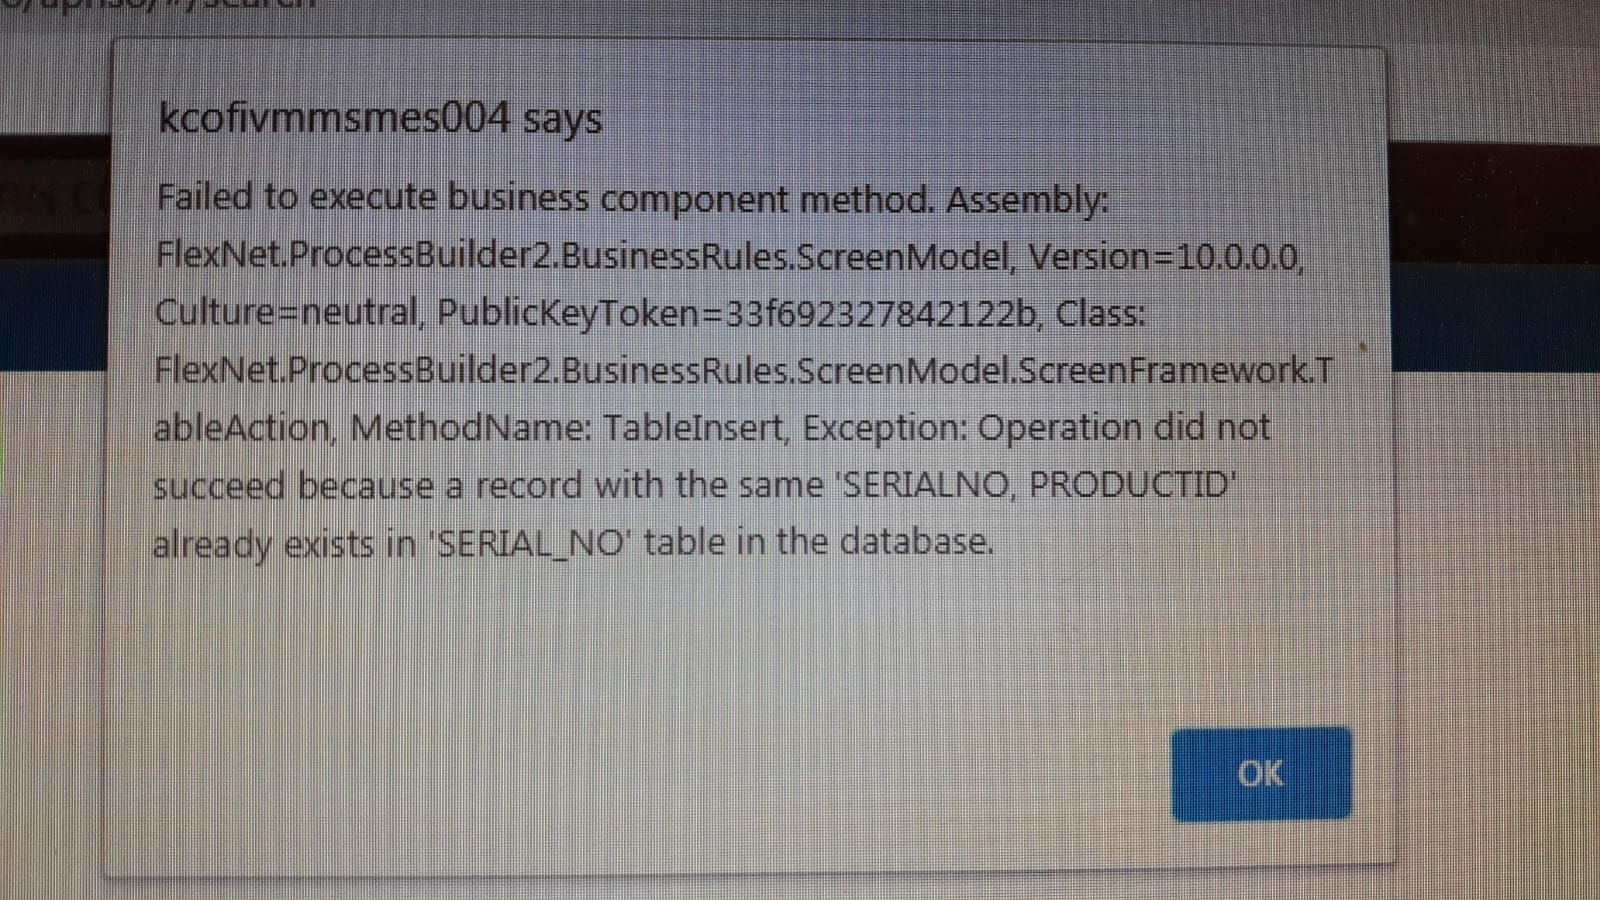 kcofivmmsmes004 says
Failed to execute business component method. Assembly:
FlexNet.ProcessBuilder2.BusinessRules.ScreenModel, Version=10.0.0.0,
Culture=neutral, PublicKeyToken=33f692327842122b, Class:
FlexNet.ProcessBuilder2.BusinessRules.ScreenModel.ScreenFramework.T
ableAction, MethodName: TableInsert, Exception: Operation did not
succeed because a record with the same 'SERIALNO, PRODUCTID'
already exists in 'SERIAL_NO' table in the database.
OK